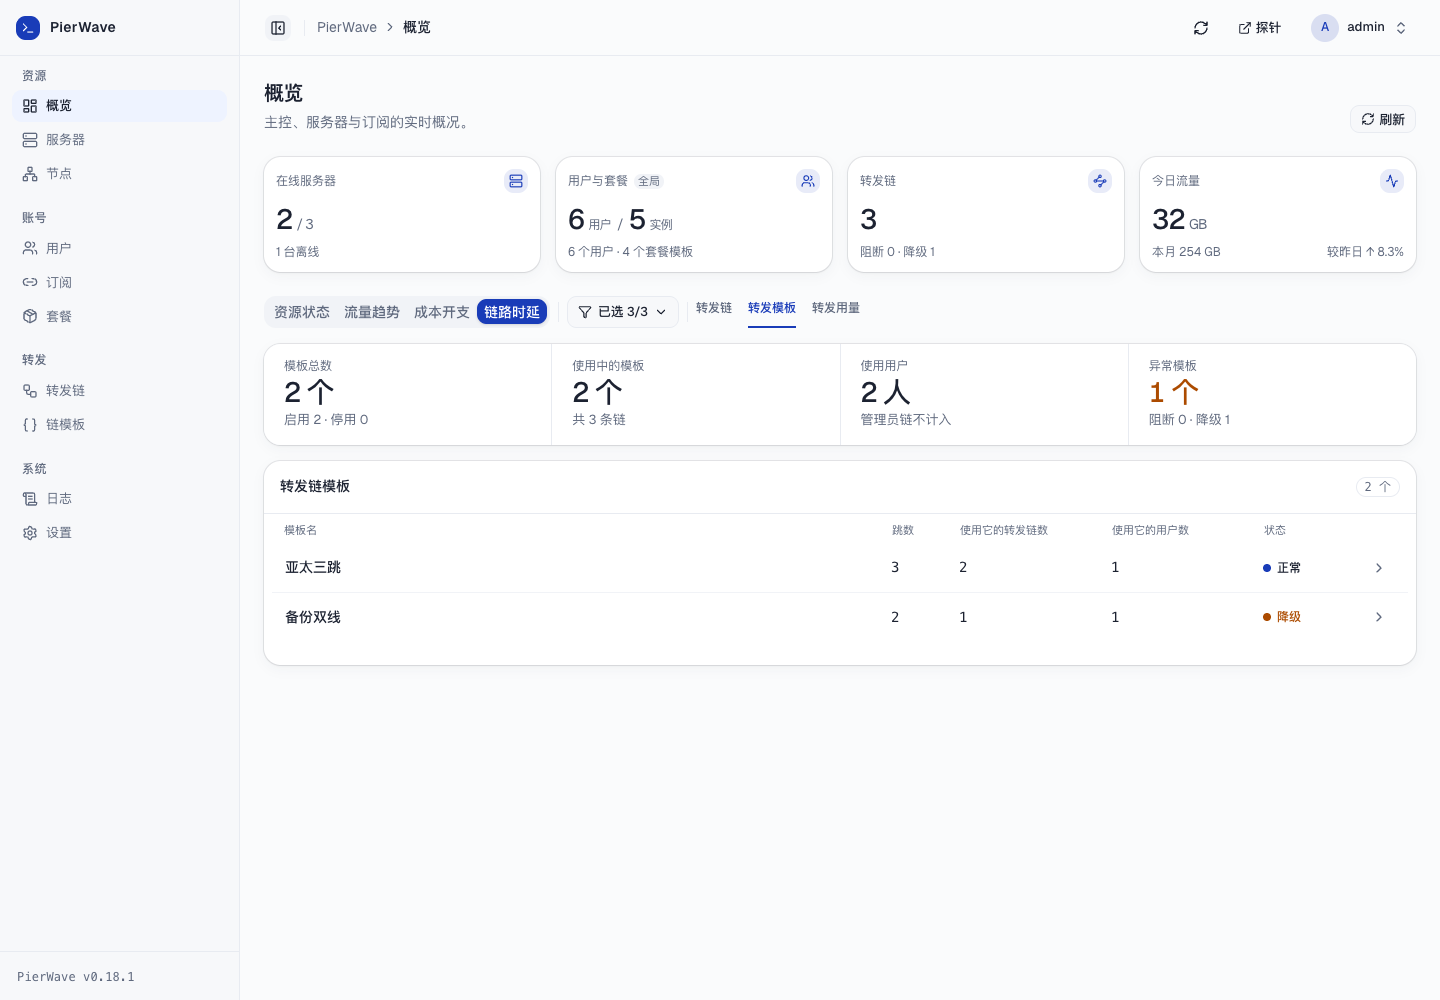 PierWave
资源
概览
服务器
节点
账号
用户
订阅
套餐
转发
转发链
链模板
系统
日志
设置
PierWave v0.18.1
PierWave > 概览
探针
A admin
概览
主控、服务器与订阅的实时概况。
刷新
在线服务器
2 / 3
1 台离线
用户与套餐 全局
6 用户 / 5 实例
6 个用户 · 4 个套餐模板
转发链
3
阻断 0 · 降级 1
今日流量
32 GB
本月 254 GB 较昨日 ↑ 8.3%
资源状态 流量趋势 成本开支 链路时延 已选 3/3 转发链 转发模板 转发用量
模板总数
2 个
启用 2 · 停用 0
使用中的模板
2 个
共 3 条链
使用用户
2 人
管理员链不计入
异常模板
1 个
阻断 0 · 降级 1
转发链模板 2 个
模板名 跳数 使用它的转发链数 使用它的用户数 状态
亚太三跳 3 2 1 正常
备份双线 2 1 1 降级